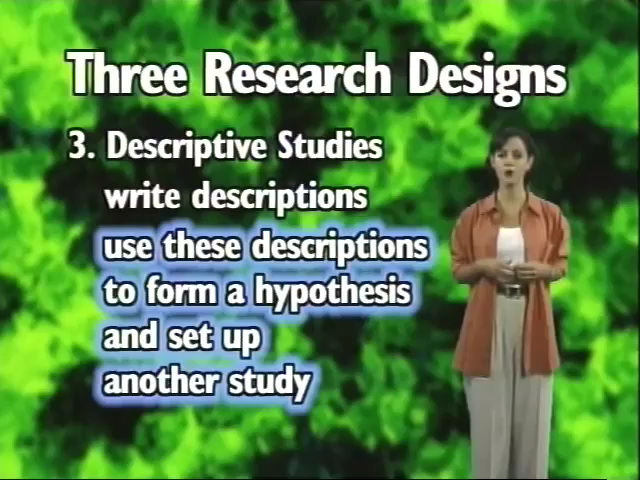 Three Research Designs
3. Descriptive Studies
write descriptions
use these descriptions
to form a hypothesis
and set up
another study